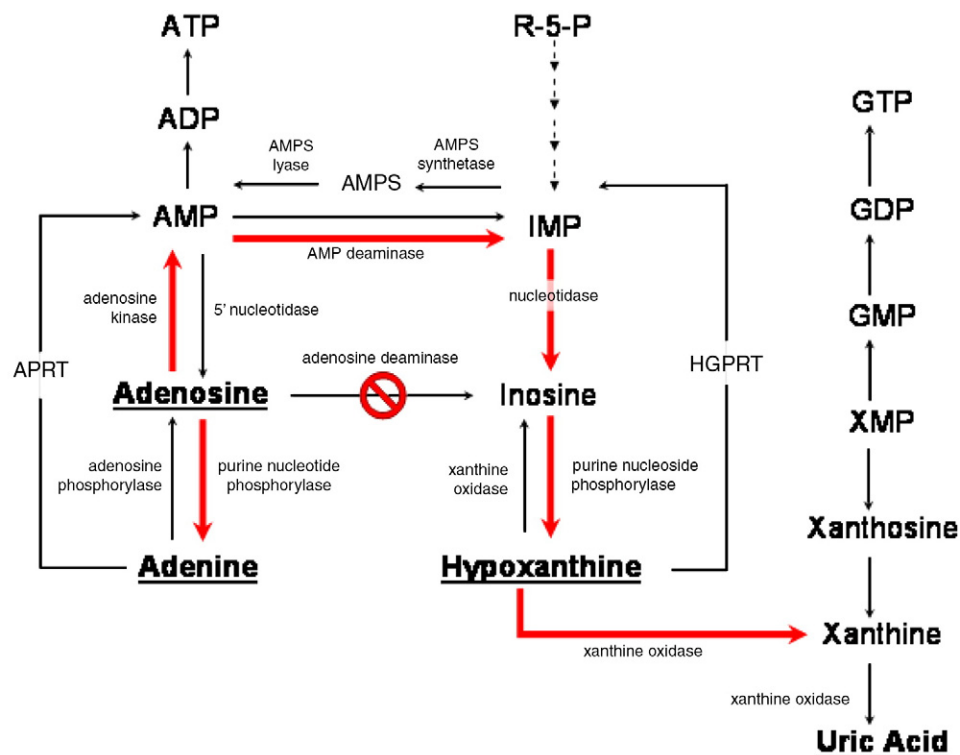 ATP
R-5-P
GTP
ADP
AMPS
lyase
AMPS
synthetase
AMPS
GDP
AMP
IMP
AMP deaminase
adenosine
kinase
5' nucleotidase
nucleotidase
GMP
APRT
adenosine deaminase
HGPRT
Adenosine
Inosine
XMP
adenosine
phosphorylase
purine nucleotide
phosphorylase
xanthine
oxidase
purine nucleoside
phosphorylase
Xanthosine
Adenine
Hypoxanthine
Xanthine
xanthine oxidase
xanthine oxidase
Uric Acid